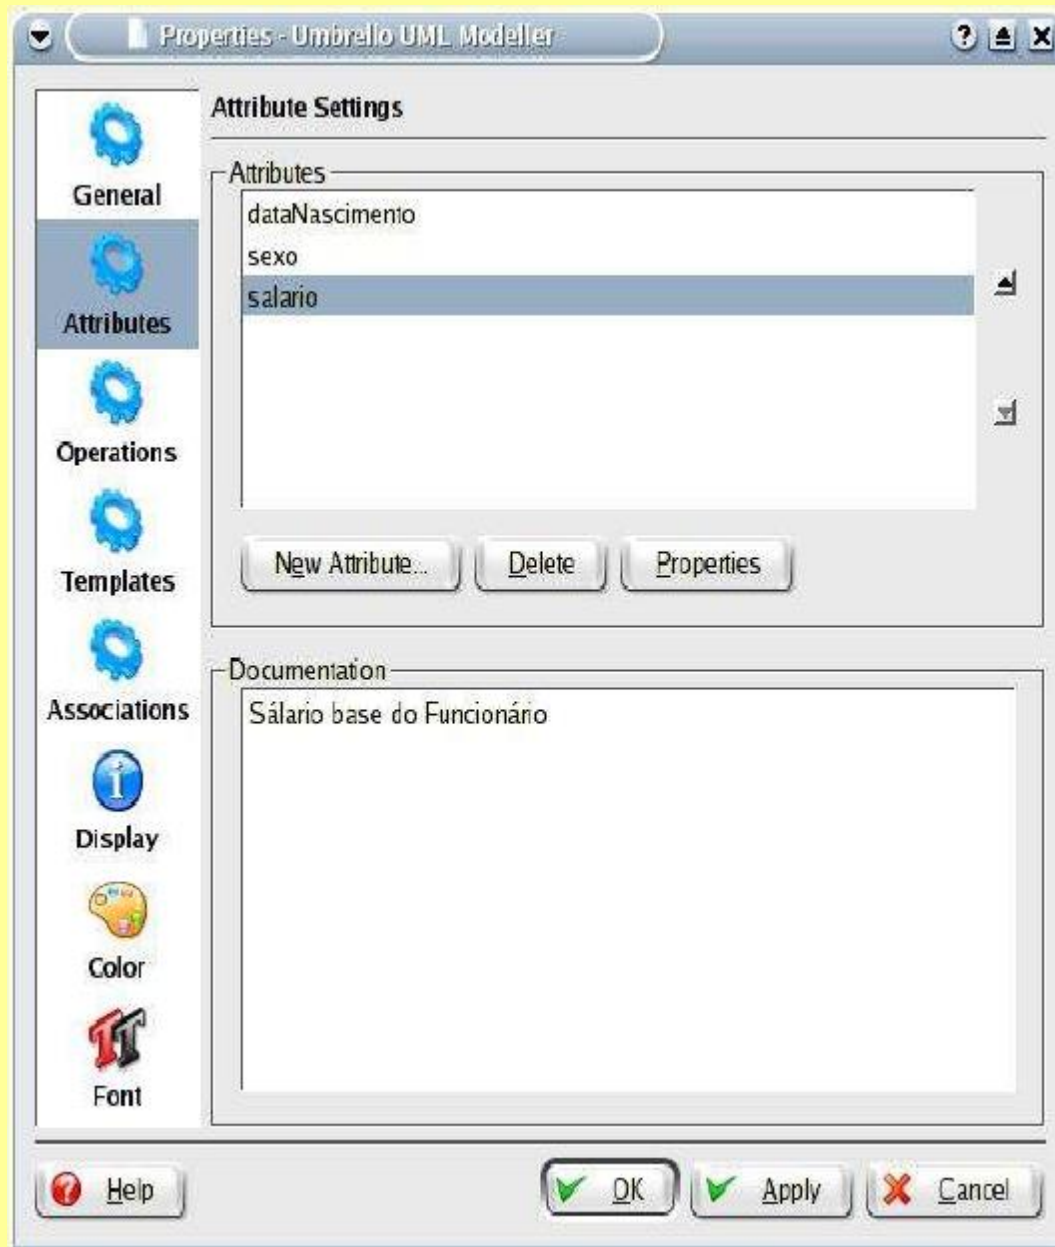 Properties - Umbrello UML Modeller
Attribute Settings
General
Attributes
Operations
Templates
Associations
Display
Color
Font
Attributes
dataNascimento
sexo
salario
New Attribute...
Delete
Properties
Documentation
Sálario base do Funcionário
Help
OK
Apply
Cancel